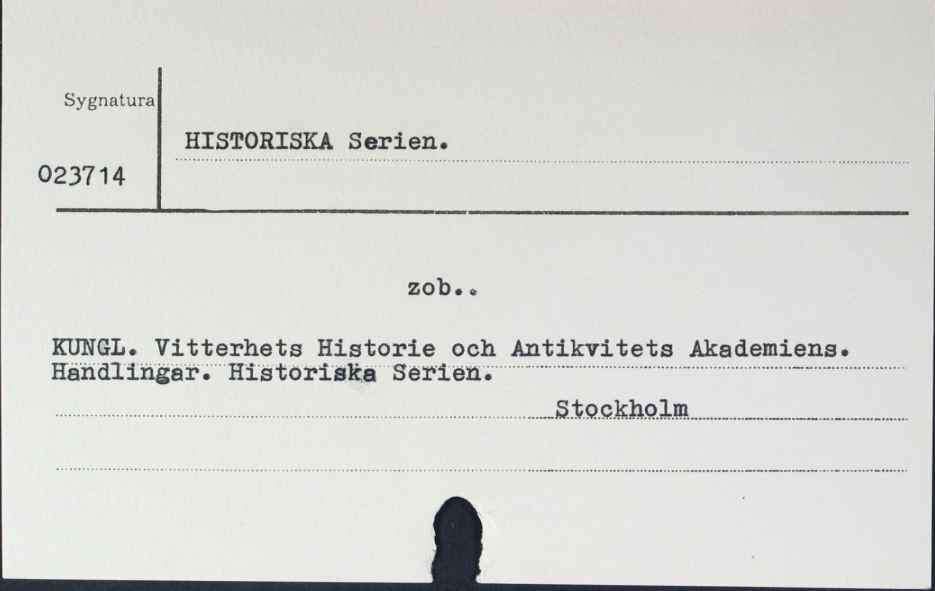 Sygnatura
HISTORISKA Serien.
023714
zob..
KUNGL. Vitterhets Historie och Antikvitets Akademiens.
Handlingar. Historiska Serien.
Stockholm